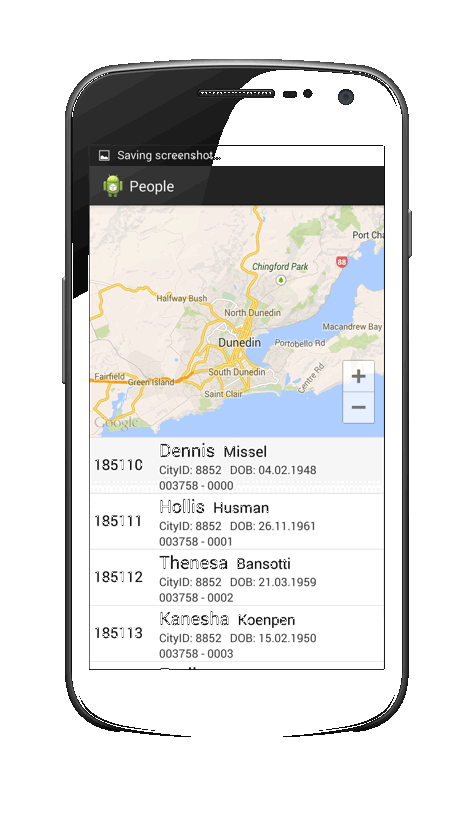 Saving screenshot...
People
Port Cha
Chingford Park
88
Halfway Bush
North Dunedin
Macandrew Bay
Dunedin
Portobello Rd
Fairfield
Green Island
South Dunedin
Centre Rd
Saint Clair
+
−
Google
185110
Dennis Missel
CityID: 8852 DOB: 04.02.1948
003758 - 0000
185111
Hollis Husman
CityID: 8852 DOB: 26.11.1961
003758 - 0001
185112
Thenesa Bansotti
CityID: 8852 DOB: 21.03.1959
003758 - 0002
185113
Kanesha Koenpen
CityID: 8852 DOB: 15.02.1950
003758 - 0003